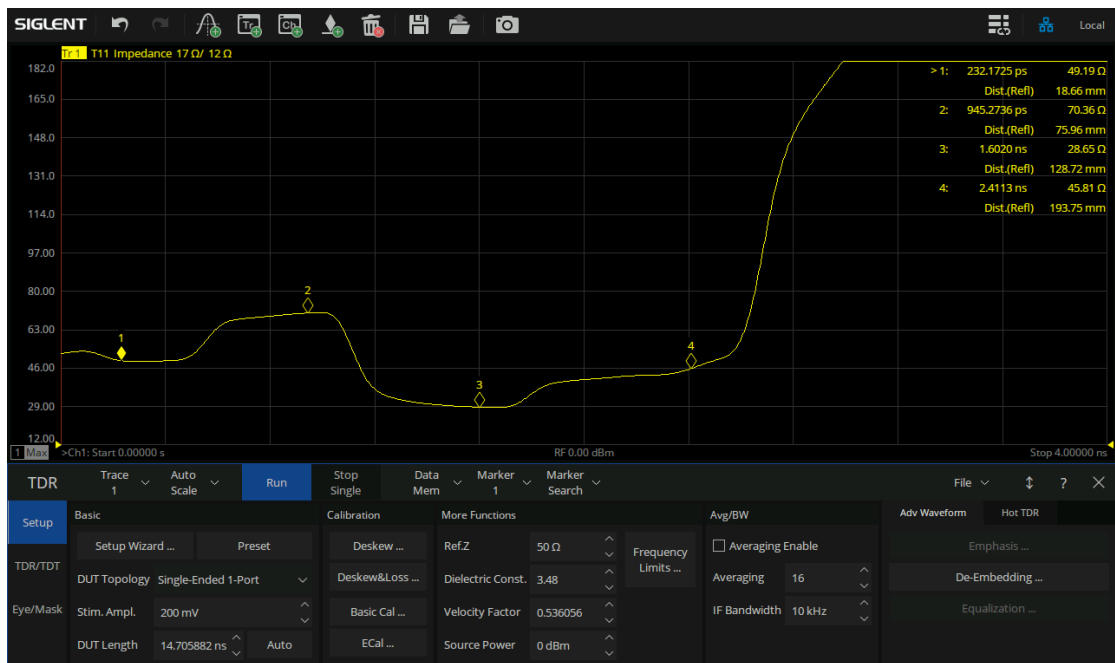 SIGLENT Tr Ch Local
Tr 1 T11 Impedance 17 Ω/ 12 Ω
182.0
165.0
148.0
131.0
114.0
97.00
80.00
63.00
46.00
29.00
12.00
> 1: 232.1725 ps 49.19 Ω
Dist.(Refl) 18.66 mm
2: 945.2736 ps 70.36 Ω
Dist.(Refl) 75.96 mm
3: 1.6020 ns 28.65 Ω
Dist.(Refl) 128.72 mm
4: 2.4113 ns 45.81 Ω
Dist.(Refl) 193.75 mm
1
2
3
4
1 Max >Ch1: Start 0.00000 s RF 0.00 dBm Stop 4.00000 ns
TDR Trace 1 Auto Scale Run Stop Single Data Mem Marker 1 Marker Search File ?
Setup Basic Calibration More Functions Avg/BW Adv Waveform Hot TDR
Setup Wizard ... Preset Deskew ... Ref.Z 50 Ω Frequency Limits ... Averaging Enable Emphasis ...
TDR/TDT DUT Topology Single-Ended 1-Port Deskew&Loss ... Dielectric Const. 3.48 Averaging 16 De-Embedding ...
Eye/Mask Stim. Ampl. 200 mV Basic Cal ... Velocity Factor 0.536056 IF Bandwidth 10 kHz Equalization ...
DUT Length 14.705882 ns Auto ECal ... Source Power 0 dBm